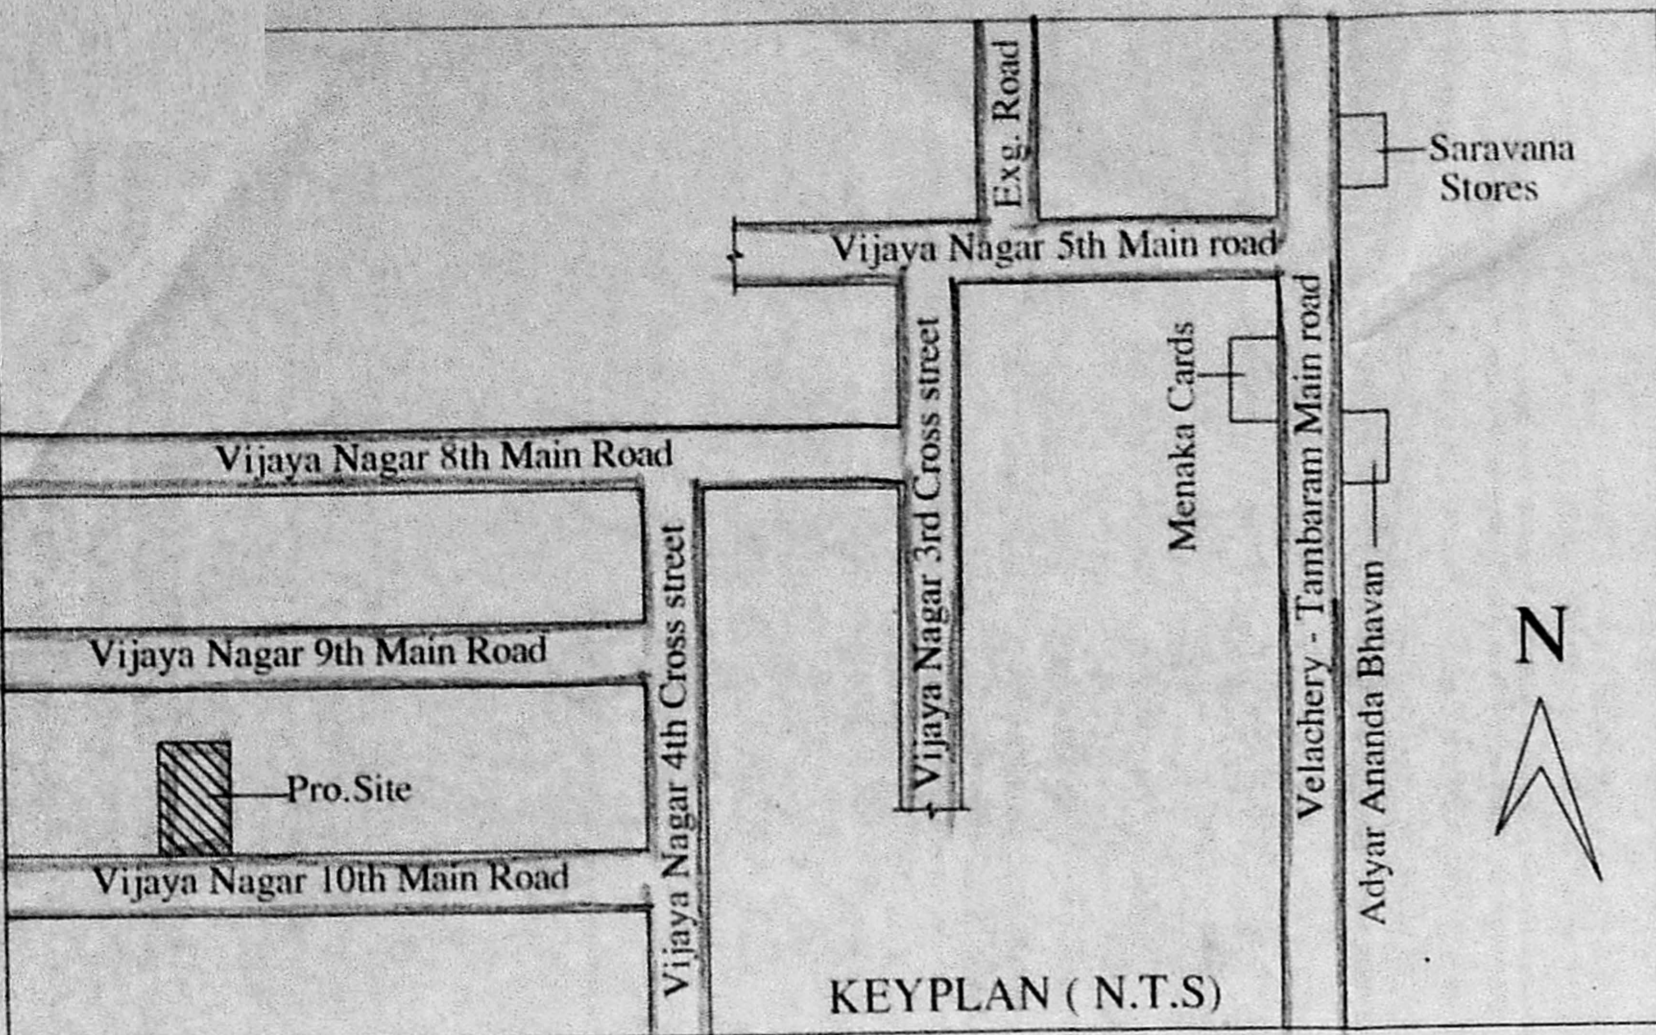 Exg. Road
Saravana
Stores
Vijaya Nagar 5th Main road
Menaka Cards
Vijaya Nagar 3rd Cross street
Velachery - Tambaram Main road
Vijaya Nagar 8th Main Road
Vijaya Nagar 4th Cross street
Adyar Ananda Bhavan
N
Vijaya Nagar 9th Main Road
Pro.Site
Vijaya Nagar 10th Main Road
KEYPLAN ( N.T.S)